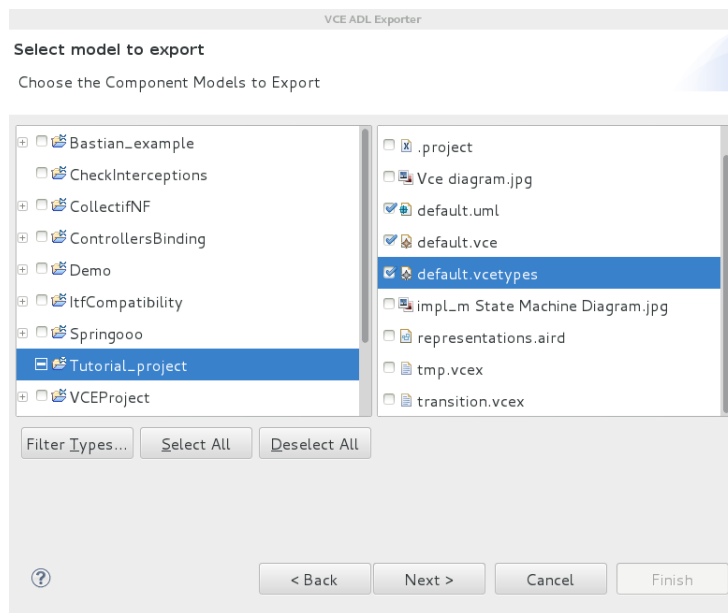 VCE ADL Exporter
Select model to export
Choose the Component Models to Export
Bastian_example
CheckInterceptions
CollectifNF
ControllersBinding
Demo
ItfCompatibility
Springooo
Tutorial_project
VCEProject
.project
Vce diagram.jpg
default.uml
default.vce
default.vcetypes
impl_m State Machine Diagram.jpg
representations.aird
tmp.vcex
transition.vcex
Filter Types... Select All Deselect All
? < Back Next > Cancel Finish